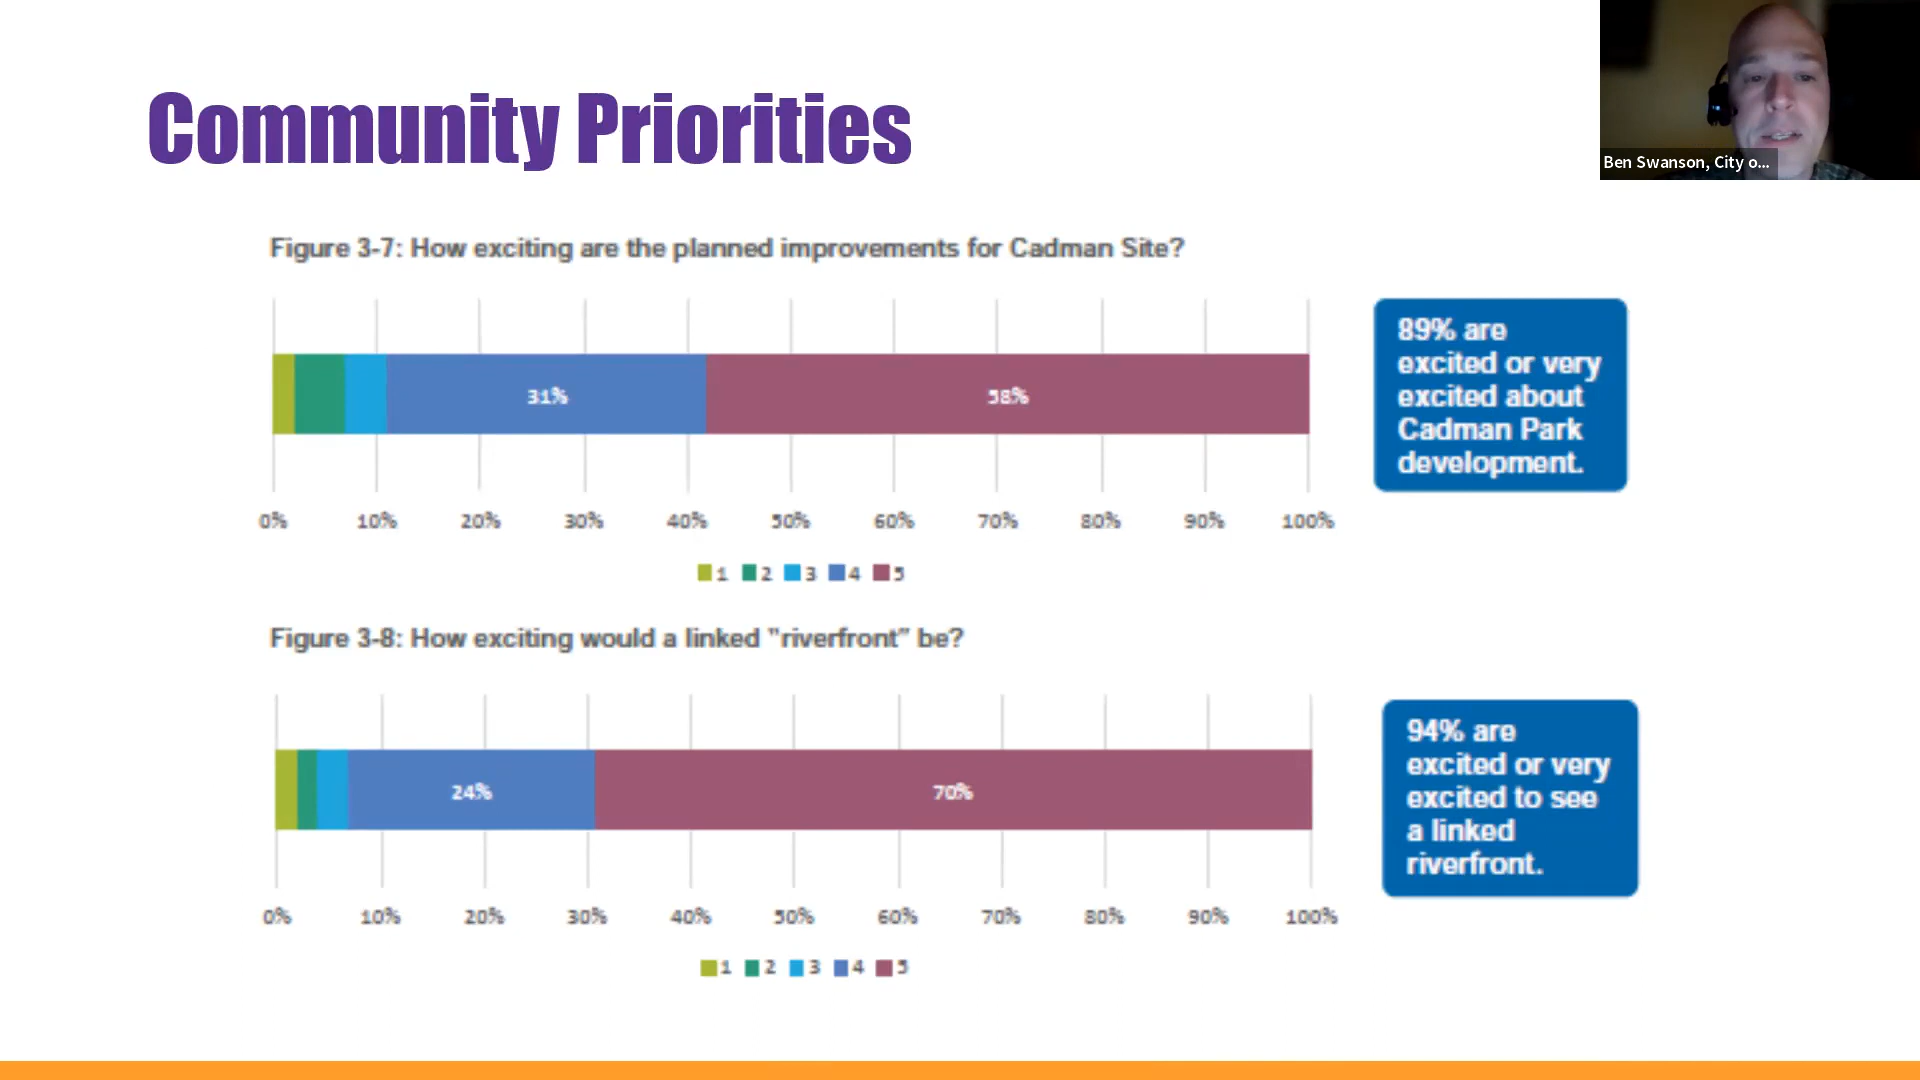 Community Priorities
Ben Swanson, City o...
Figure 3-7: How exciting are the planned improvements for Cadman Site?
31%
58%
0% 10% 20% 30% 40% 50% 60% 70% 80% 90% 100%
1 2 3 4 5
89% are
excited or very
excited about
Cadman Park
development.
Figure 3-8: How exciting would a linked "riverfront" be?
24%
70%
0% 10% 20% 30% 40% 50% 60% 70% 80% 90% 100%
1 2 3 4 5
94% are
excited or very
excited to see
a linked
riverfront.